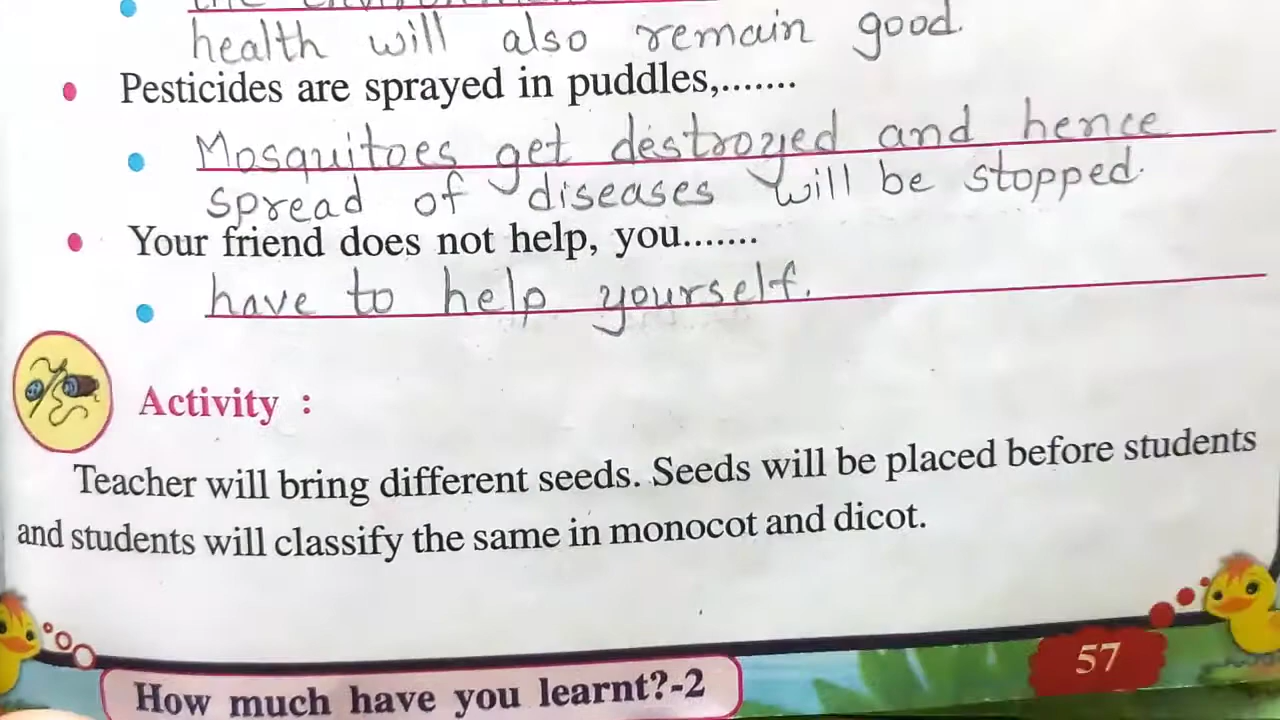 health will also remain good.
Pesticides are sprayed in puddles,.......
Mosquitoes get destroyed and hence
spread of diseases will be stopped.
Your friend does not help, you.......
have to help yourself.
Activity :
Teacher will bring different seeds. Seeds will be placed before students
and students will classify the same in monocot and dicot.
57
How much have you learnt?-2